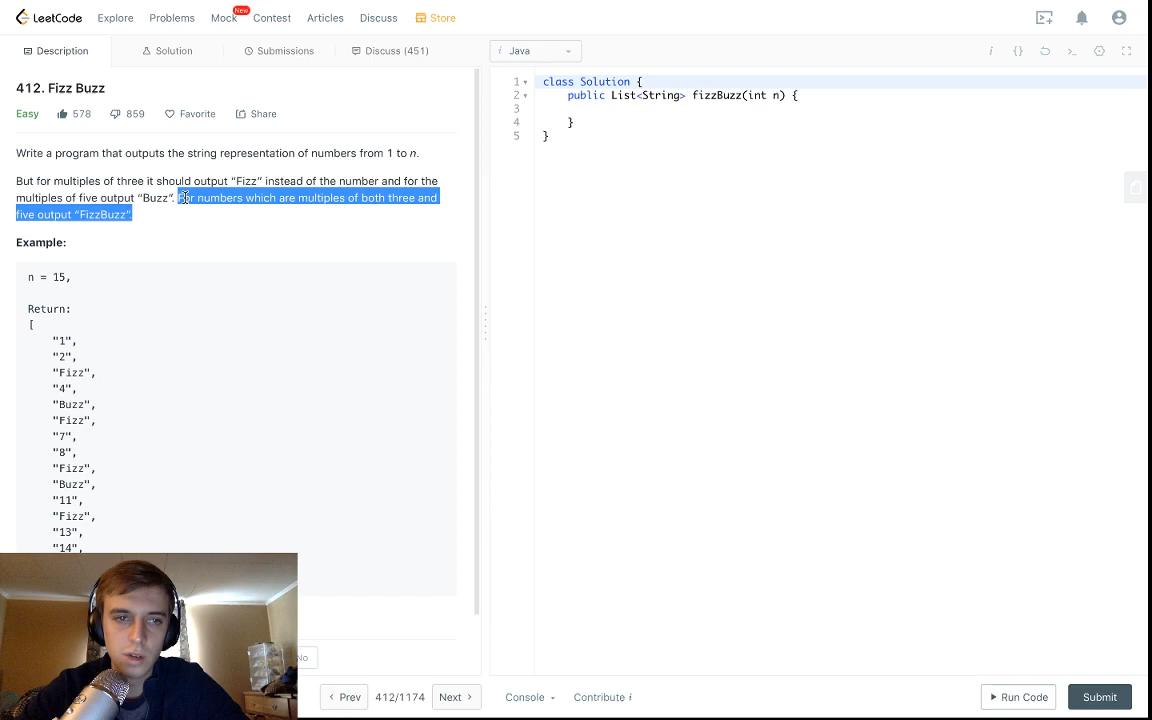 LeetCode Explore Problems Mock New Contest Articles Discuss Store
Description Solution Submissions Discuss (451)
412. Fizz Buzz
Easy 578 859 Favorite Share
Write a program that outputs the string representation of numbers from 1 to n.
But for multiples of three it should output “Fizz” instead of the number and for the
multiples of five output “Buzz”. For numbers which are multiples of both three and
five output “FizzBuzz”.
Example:
n = 15,
Return:
[
"1",
"2",
"Fizz",
"4",
"Buzz",
"Fizz",
"7",
"8",
"Fizz",
"Buzz",
"11",
"Fizz",
"13",
"14",
No
Prev 412/1174 Next
i Java
1 class Solution {
2 public List<String> fizzBuzz(int n) {
3
4 }
5 }
Console Contribute i
Run Code Submit